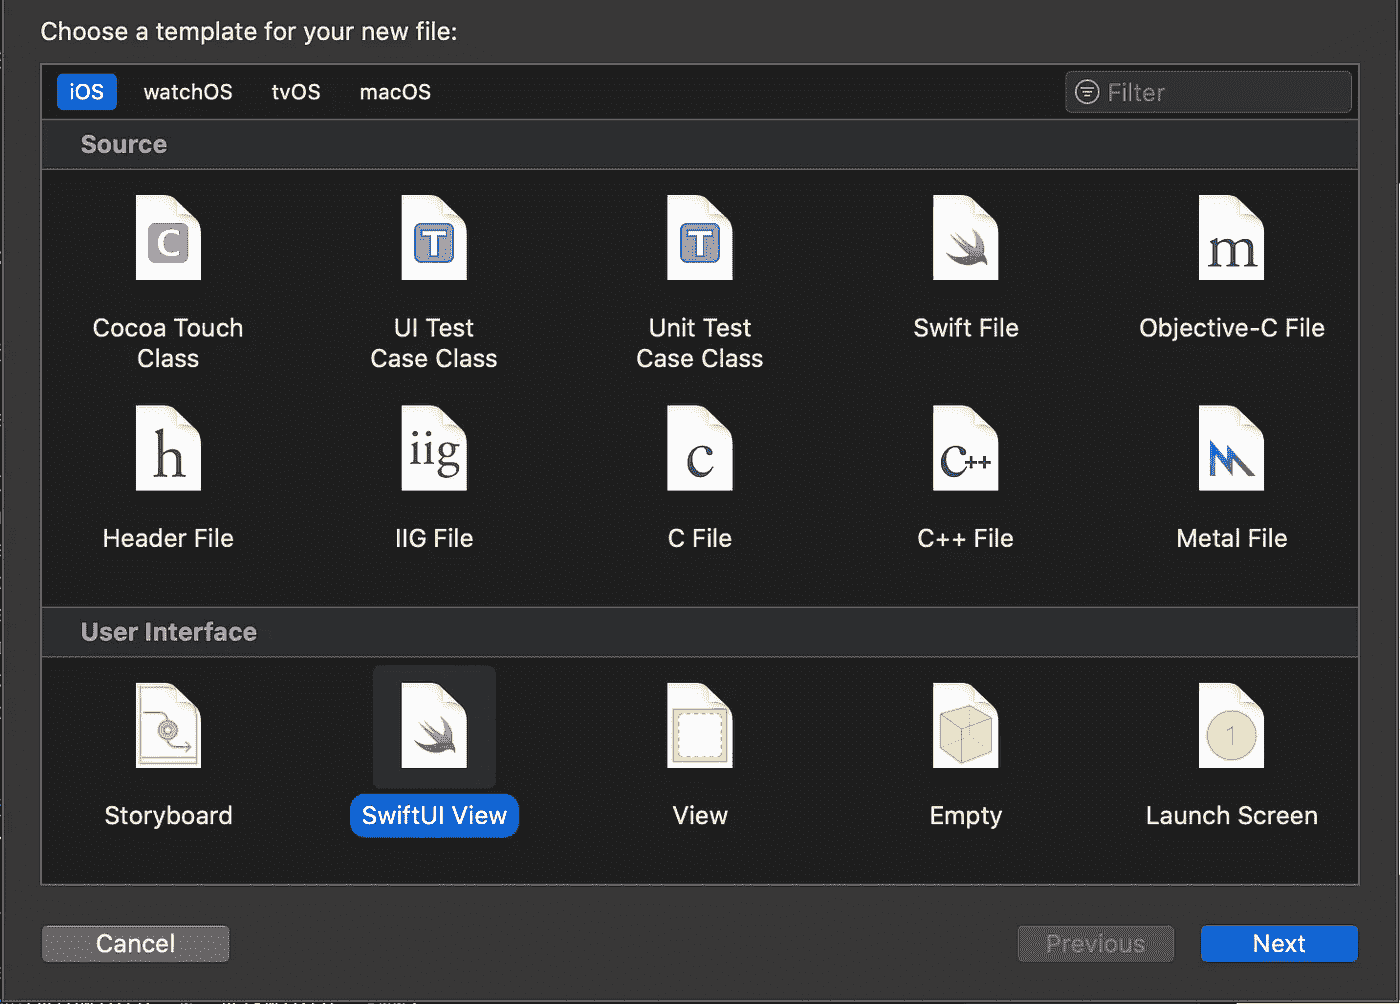 Choose a template for your new file:
iOS watchOS tvOS macOS Filter
Source
C T T m
Cocoa Touch Class UI Test Case Class Unit Test Case Class Swift File Objective-C File
h iig c C++
Header File IIG File C File C++ File Metal File
User Interface
1
Storyboard SwiftUI View View Empty Launch Screen
Cancel Previous Next